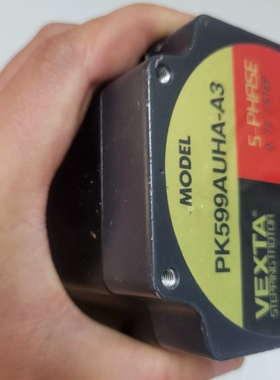 MODEL
PK599AUHA-A3
5-PHASE
VEXTA
STEPPING MOTOR